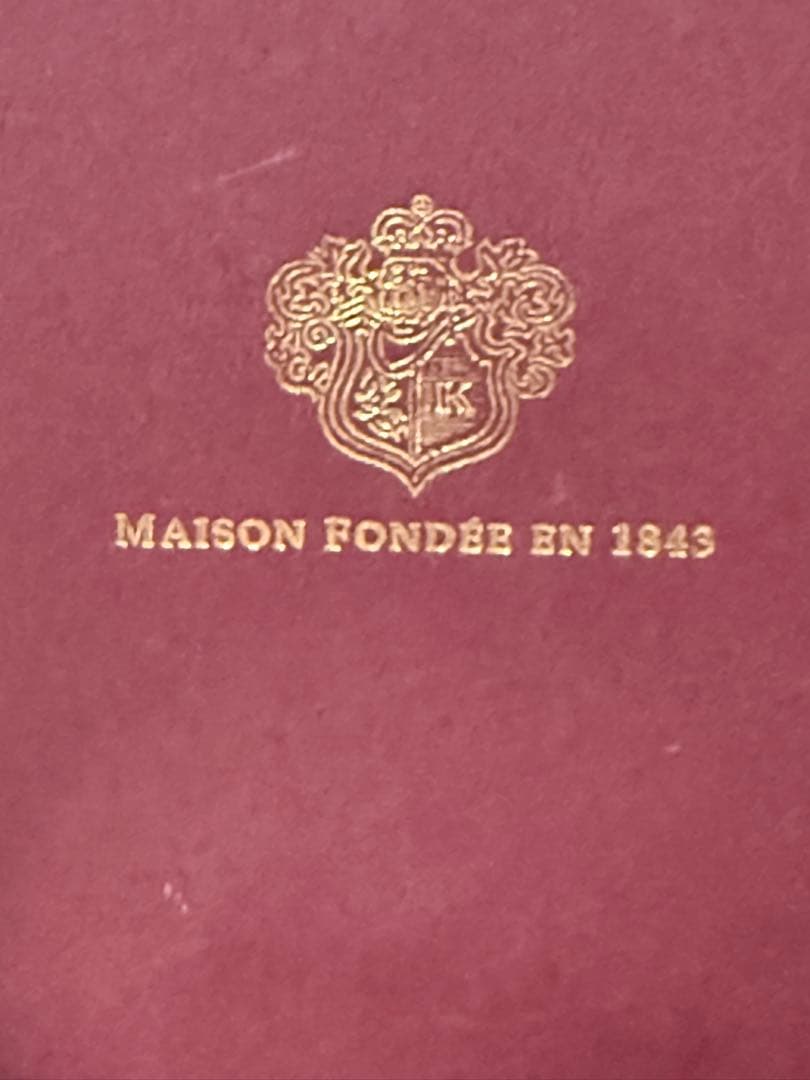 K
MAISON FONDÉE EN 1843